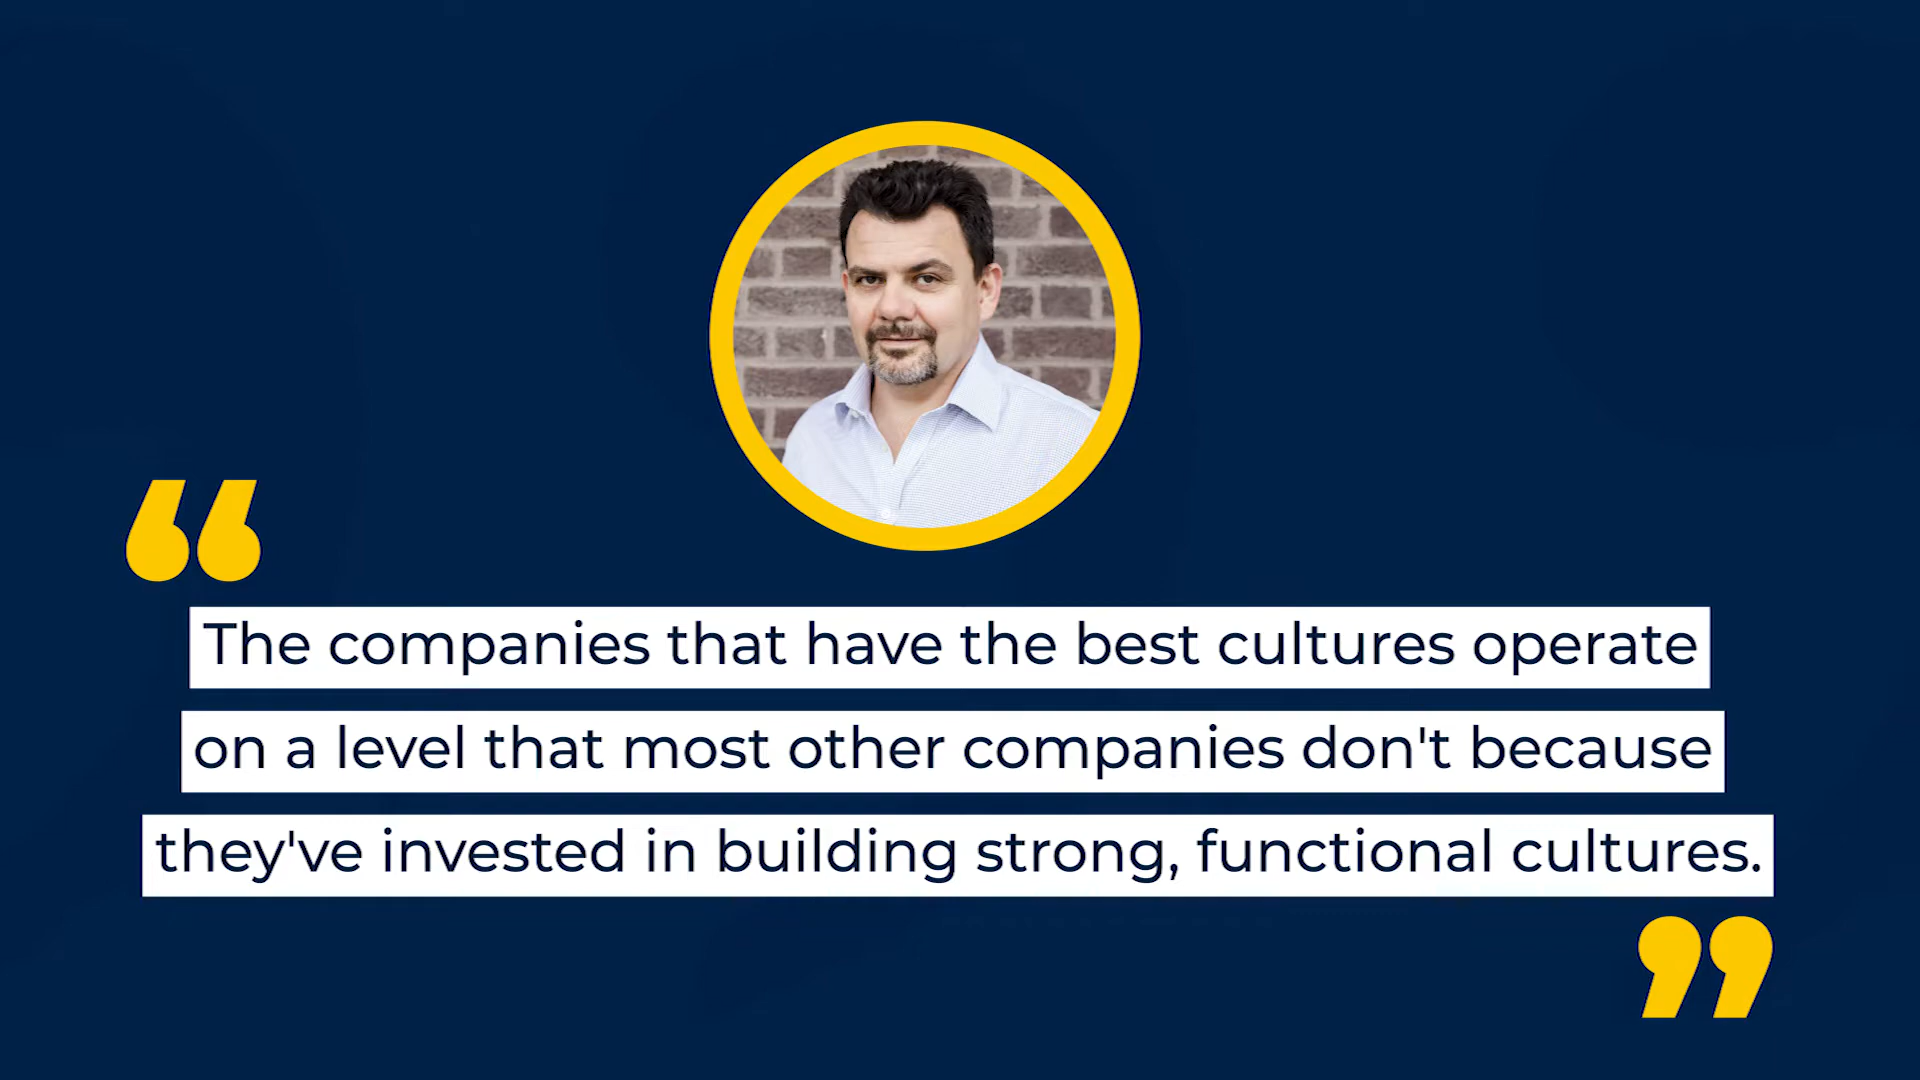 “
The companies that have the best cultures operate
on a level that most other companies don't because
they've invested in building strong, functional cultures.
”